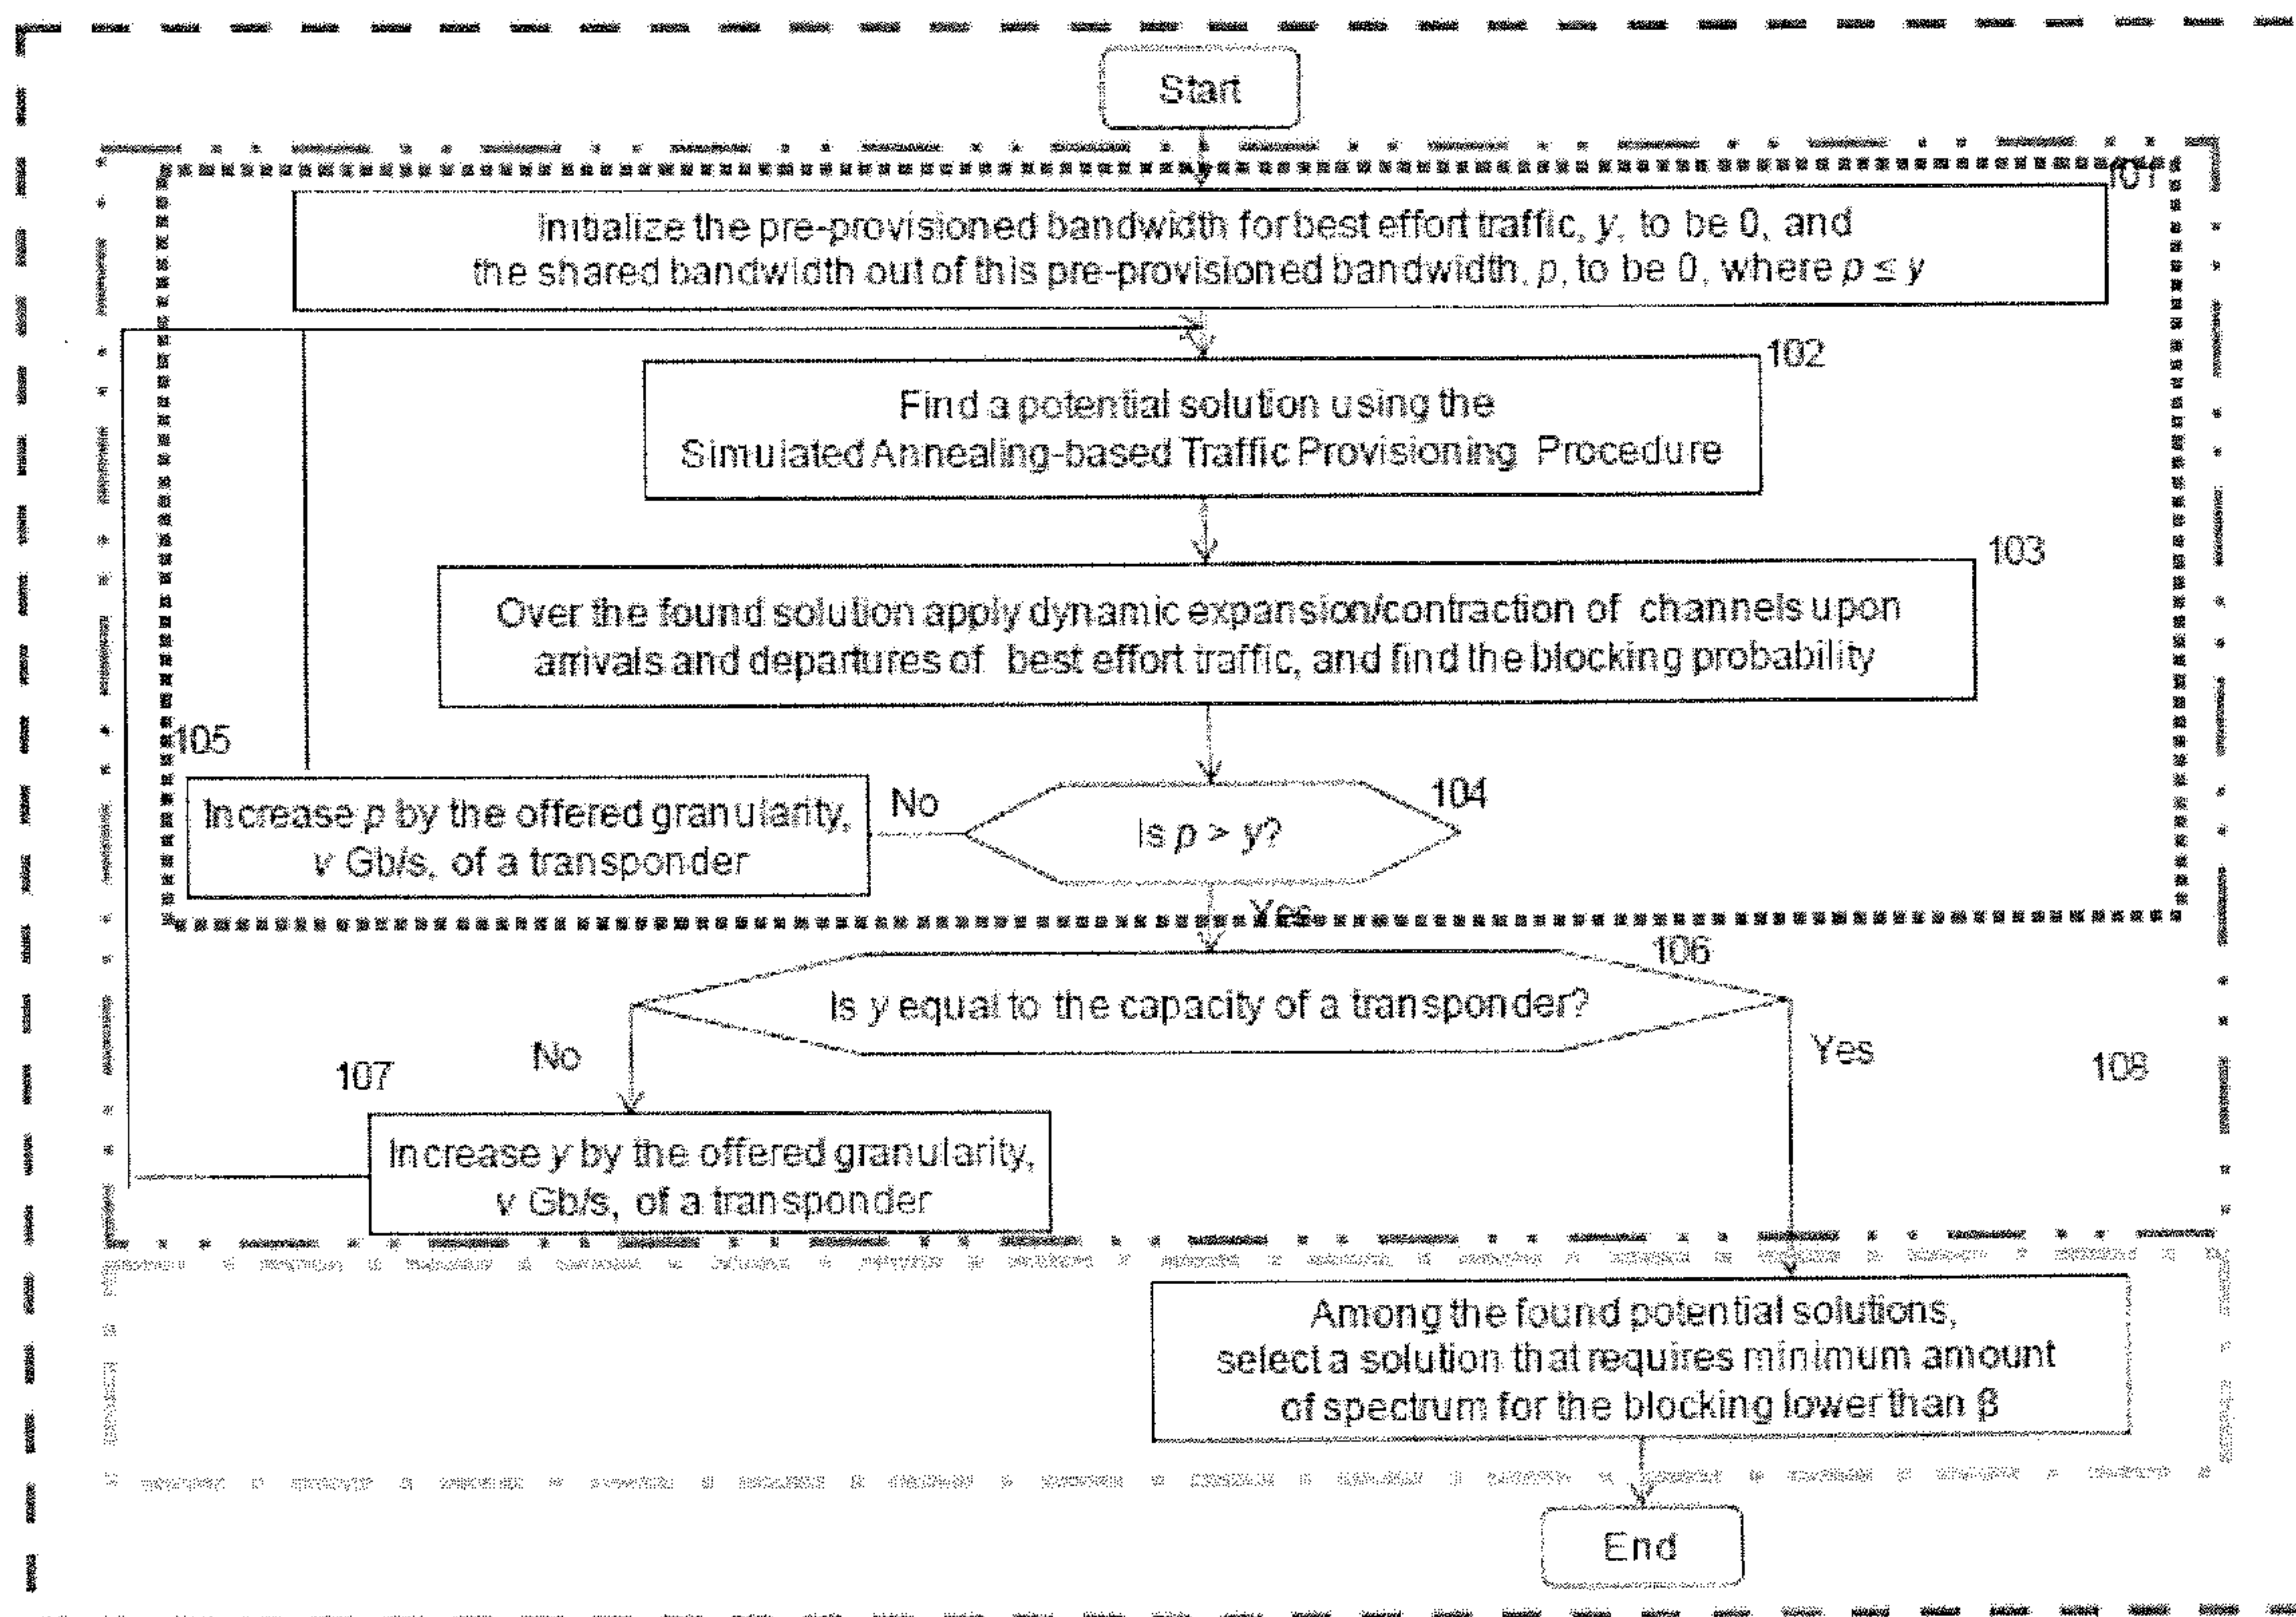 Start
101
Initialize the pre-provisioned bandwidth for best effort traffic, y, to be 0, and
the shared bandwidth out of this pre-provisioned bandwidth, p, to be 0, where p ≤ y
102
Find a potential solution using the
Simulated Annealing-based Traffic Provisioning Procedure
103
Over the found solution apply dynamic expansion/contraction of channels upon
arrivals and departures of best effort traffic, and find the blocking probability
105
Increase p by the offered granularity,
v Gb/s, of a transponder
No
104
Is p > y?
Yes
106
Is y equal to the capacity of a transponder?
No
Yes
107
108
Increase y by the offered granularity,
v Gb/s, of a transponder
Among the found potential solutions,
select a solution that requires minimum amount
of spectrum for the blocking lower than β
End